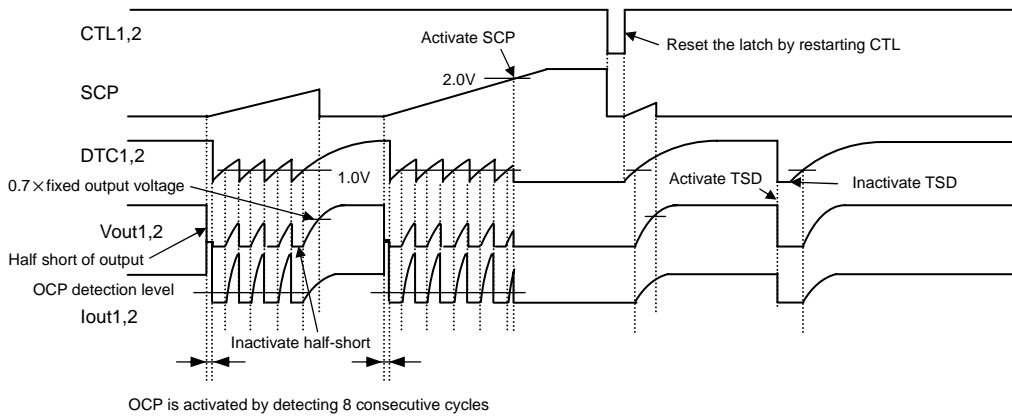 CTL1,2
Activate SCP
Reset the latch by restarting CTL
2.0V
SCP
DTC1,2
1.0V
0.7×fixed output voltage
Activate TSD
Inactivate TSD
Vout1,2
Half short of output
OCP detection level
Iout1,2
Inactivate half-short
OCP is activated by detecting 8 consecutive cycles